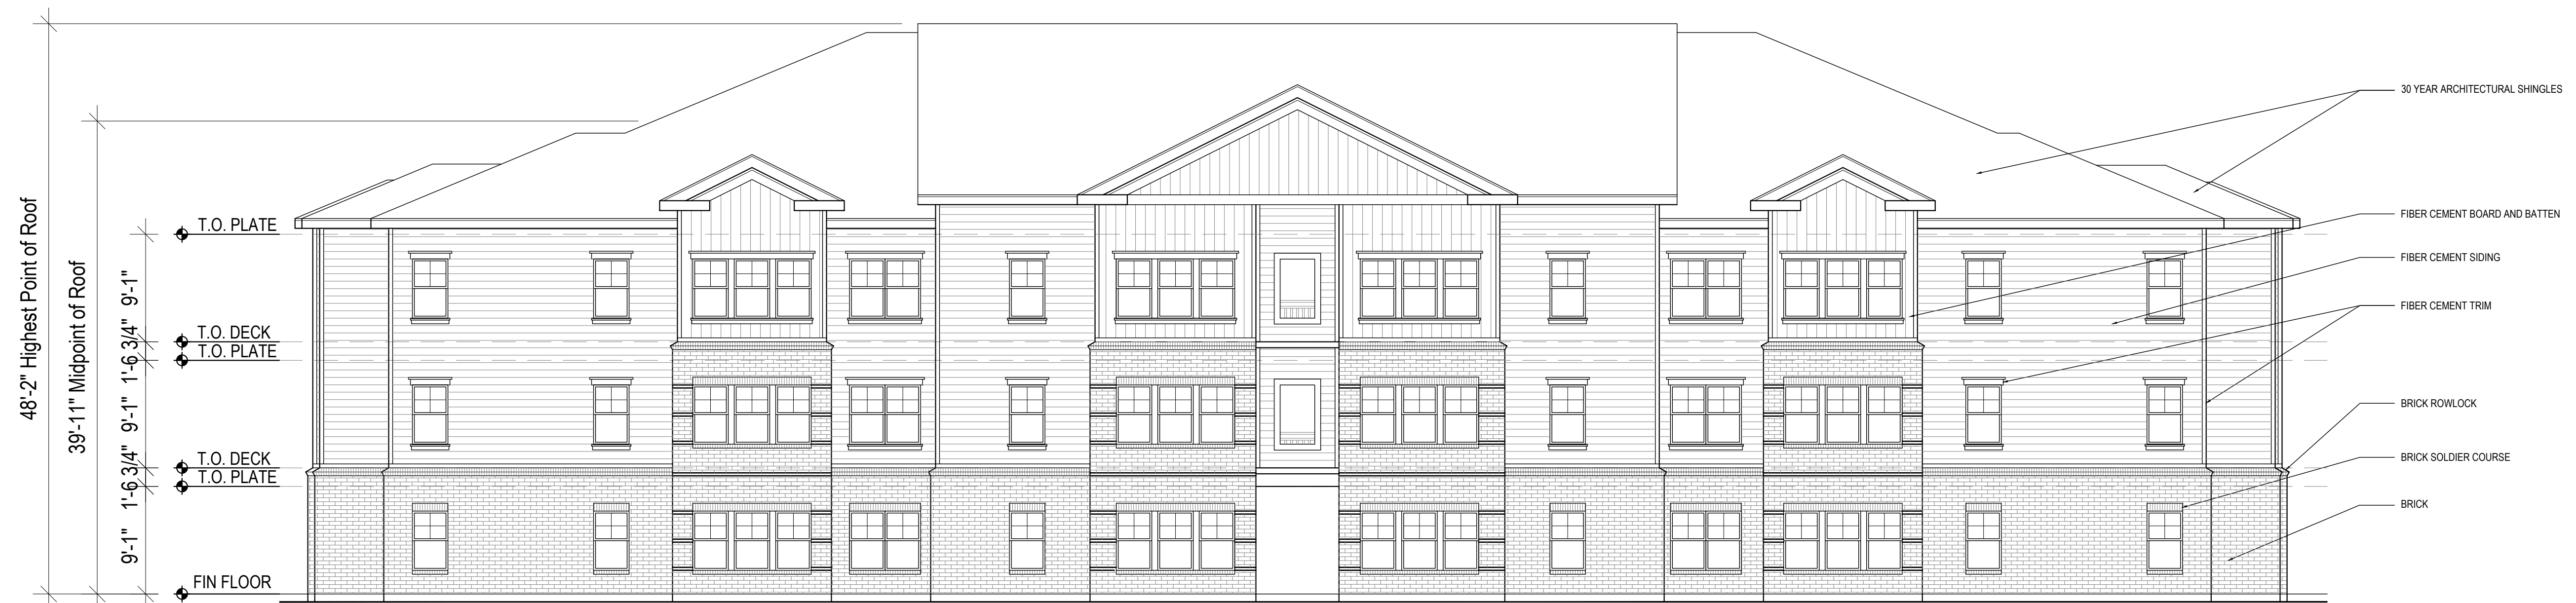 48'-2" Highest Point of Roof
39'-11" Midpoint of Roof
9'-1"
1'-6 3/4"
9'-1"
1'-6 3/4"
9'-1"
T.O. PLATE
T.O. DECK
T.O. PLATE
T.O. DECK
T.O. PLATE
FIN FLOOR
30 YEAR ARCHITECTURAL SHINGLES
FIBER CEMENT BOARD AND BATTEN
FIBER CEMENT SIDING
FIBER CEMENT TRIM
BRICK ROWLOCK
BRICK SOLDIER COURSE
BRICK